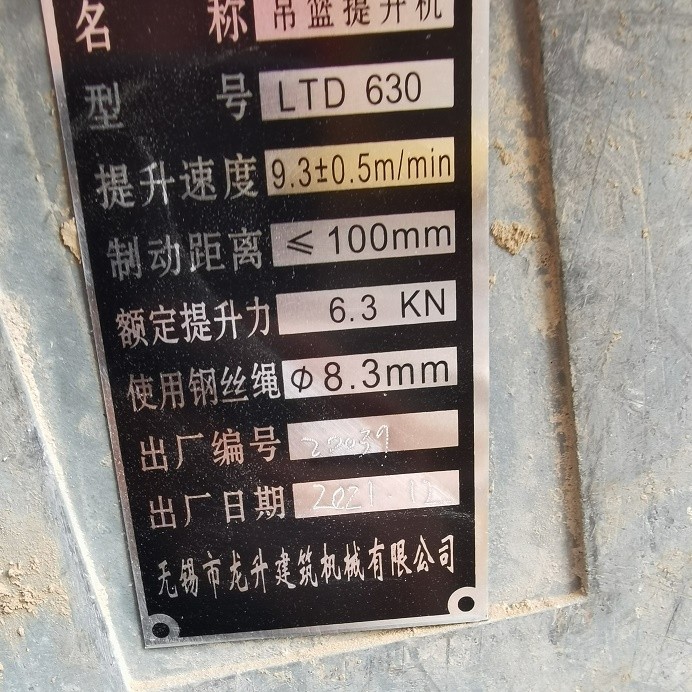 名称 吊篮提升机
型号 LTD 630
提升速度 9.3±0.5m/min
制动距离 ≤100mm
额定提升力 6.3 KN
使用钢丝绳 Φ8.3mm
出厂编号 20039
出厂日期 2021.12
无锡市龙升建筑机械有限公司